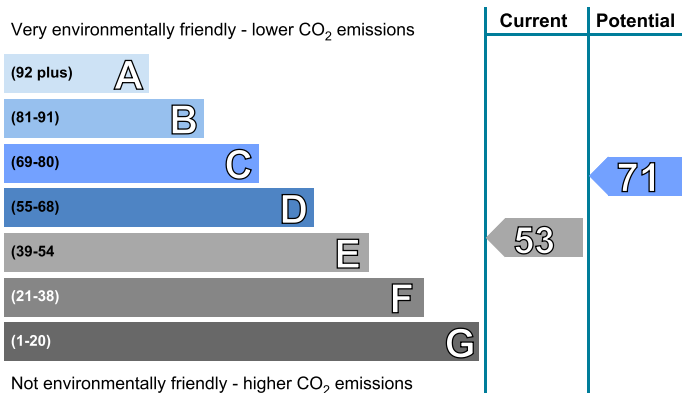 Current Potential
Very environmentally friendly - lower CO₂ emissions
(92 plus) A
(81-91) B
(69-80) C
71
(55-68) D
53
(39-54 E
(21-38) F
(1-20) G
Not environmentally friendly - higher CO₂ emissions